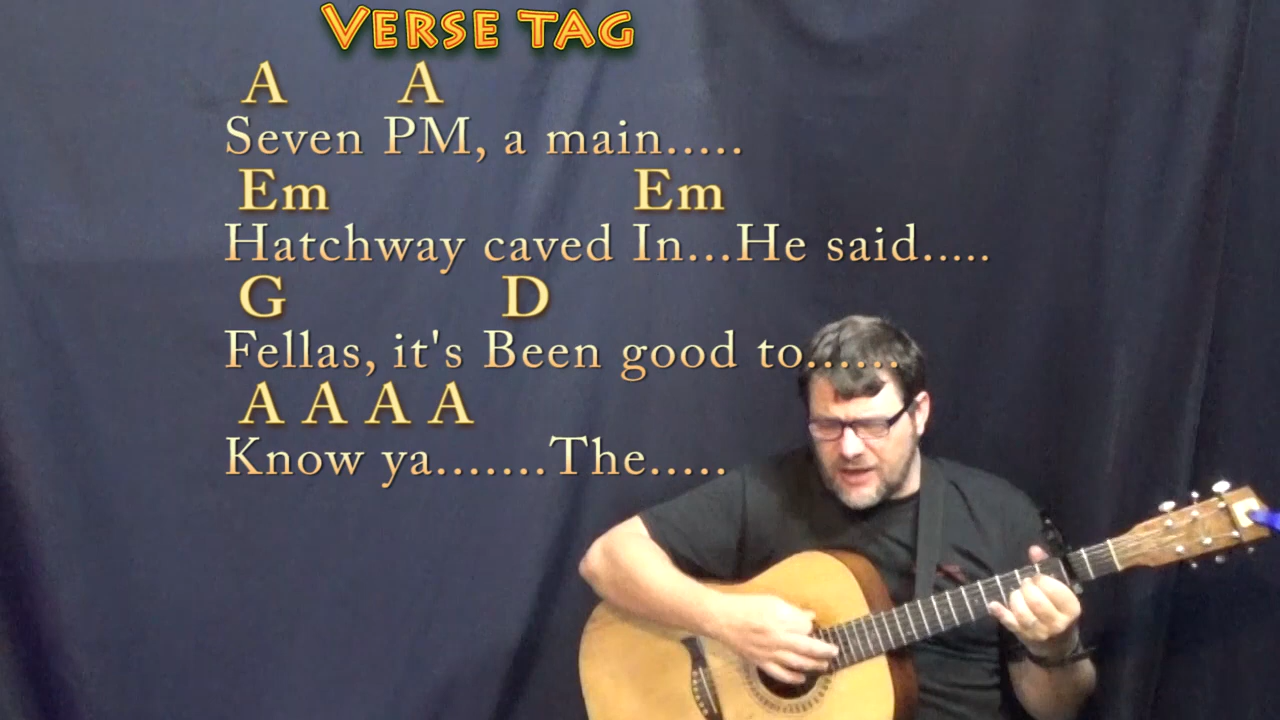 VERSE TAG
A A
Seven PM, a main.....
Em Em
Hatchway caved In...He said.....
G D
Fellas, it's Been good to......
A A A A
Know ya.......The.....